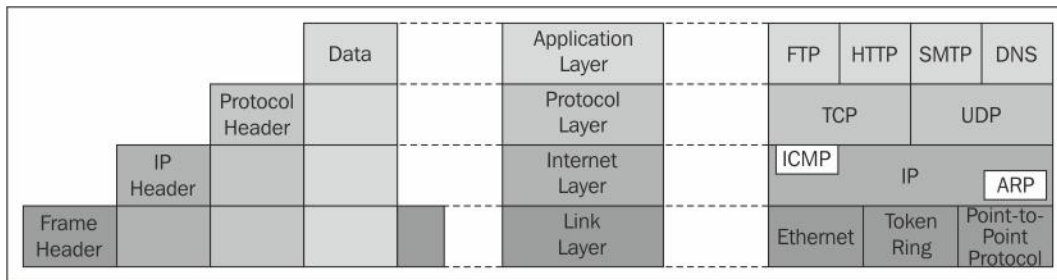 Data
Application
Layer
FTP
HTTP
SMTP
DNS
Protocol
Header
Protocol
Layer
TCP
UDP
IP
Header
Internet
Layer
ICMP
IP
ARP
Frame
Header
Link
Layer
Ethernet
Token
Ring
Point-to-
Point
Protocol